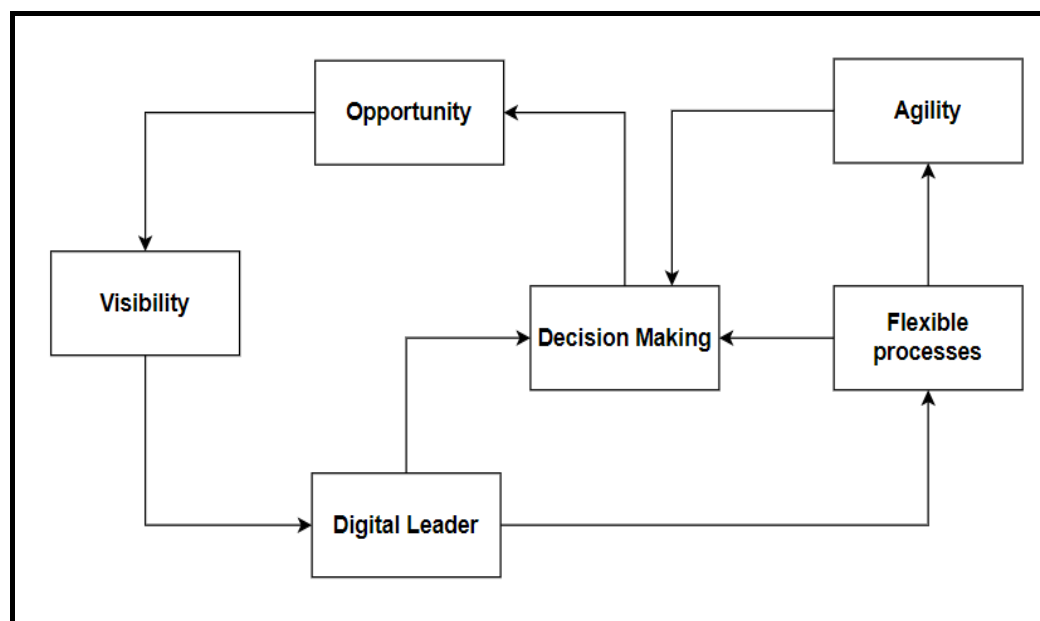 Opportunity
Agility
Visibility
Decision Making
Flexible
processes
Digital Leader